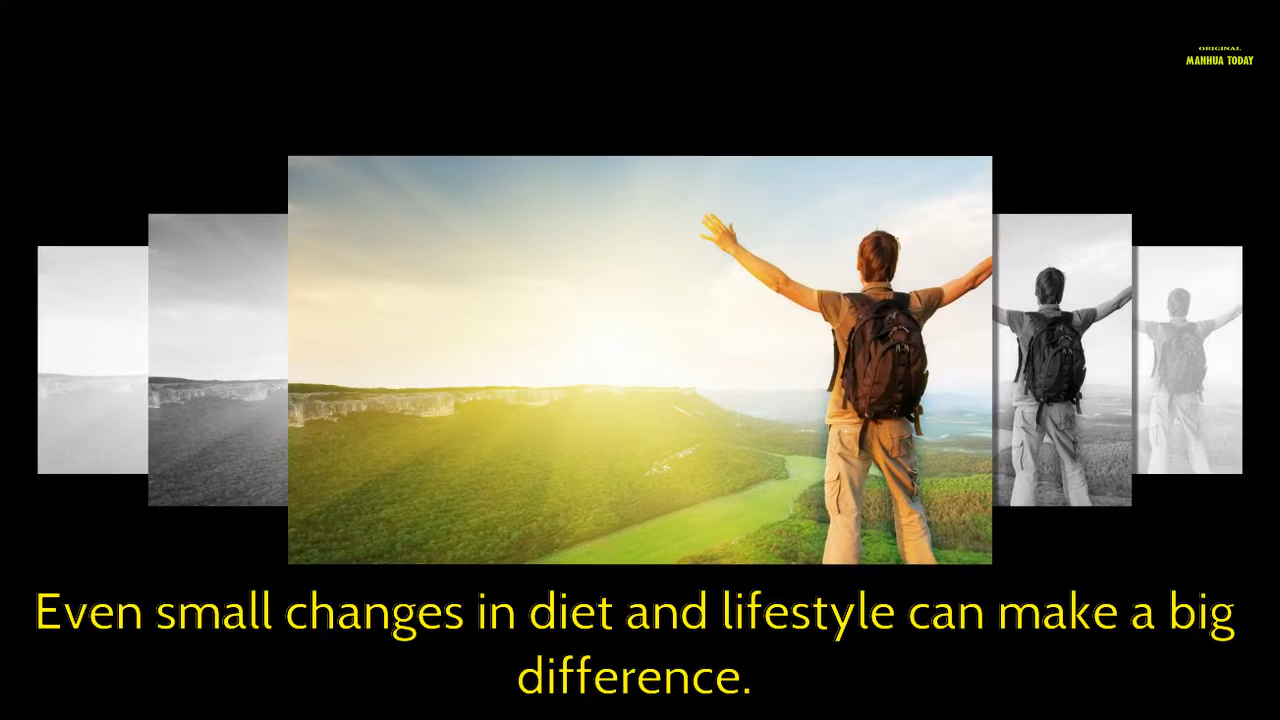 ORIGINAL
MANHUA TODAY
Even small changes in diet and lifestyle can make a big
difference.